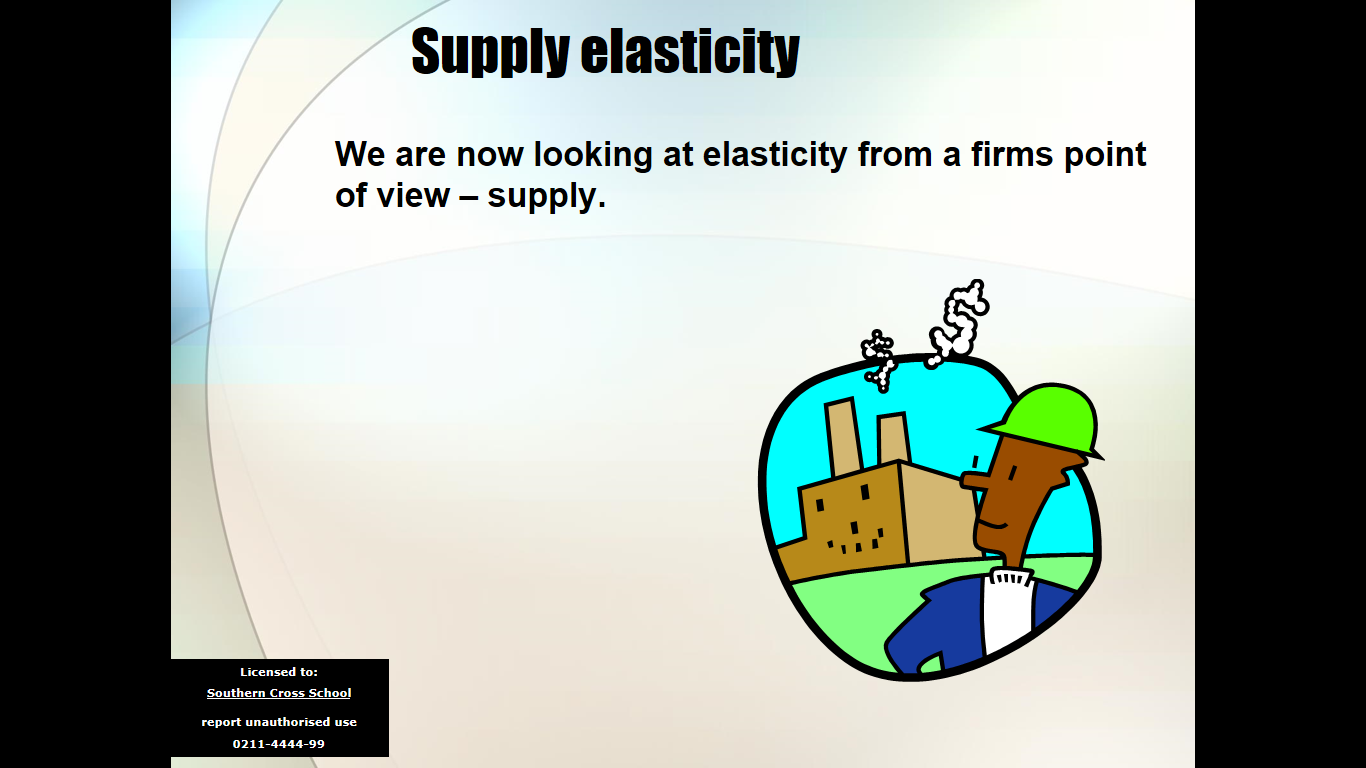 Supply elasticity
We are now looking at elasticity from a firms point
of view – supply.
Licensed to:
Southern Cross School
report unauthorised use
0211-4444-99